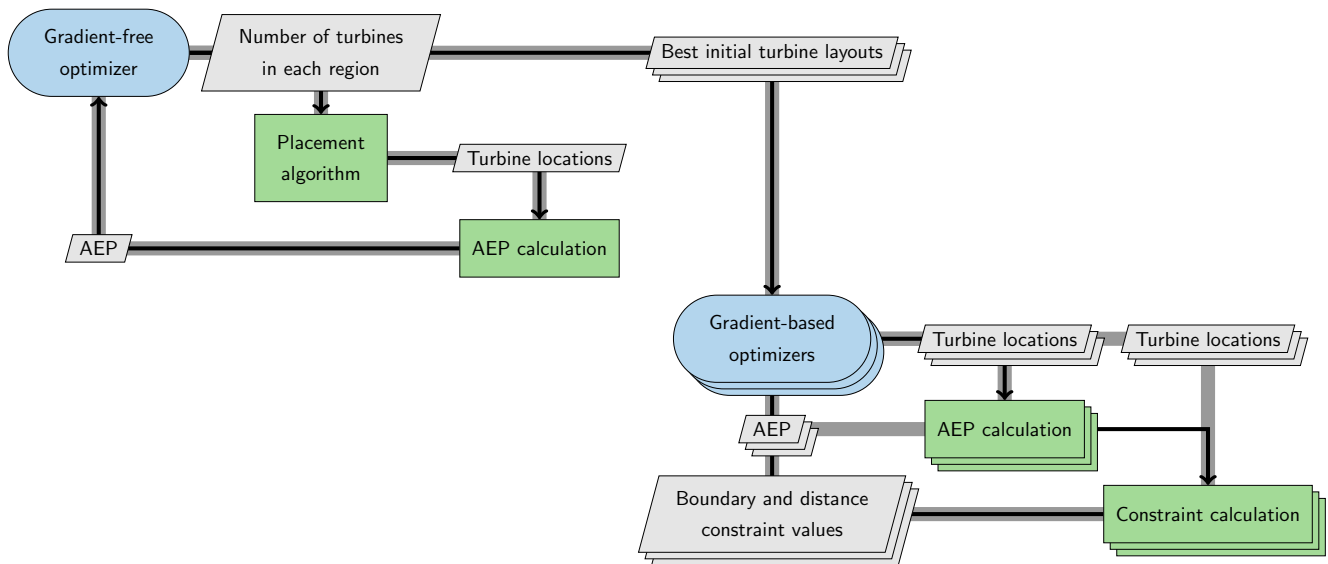 Gradient-free
optimizer
Number of turbines
in each region
Best initial turbine layouts
Placement
algorithm
Turbine locations
AEP
AEP calculation
Gradient-based
optimizers
Turbine locations
Turbine locations
AEP
AEP calculation
Boundary and distance
constraint values
Constraint calculation